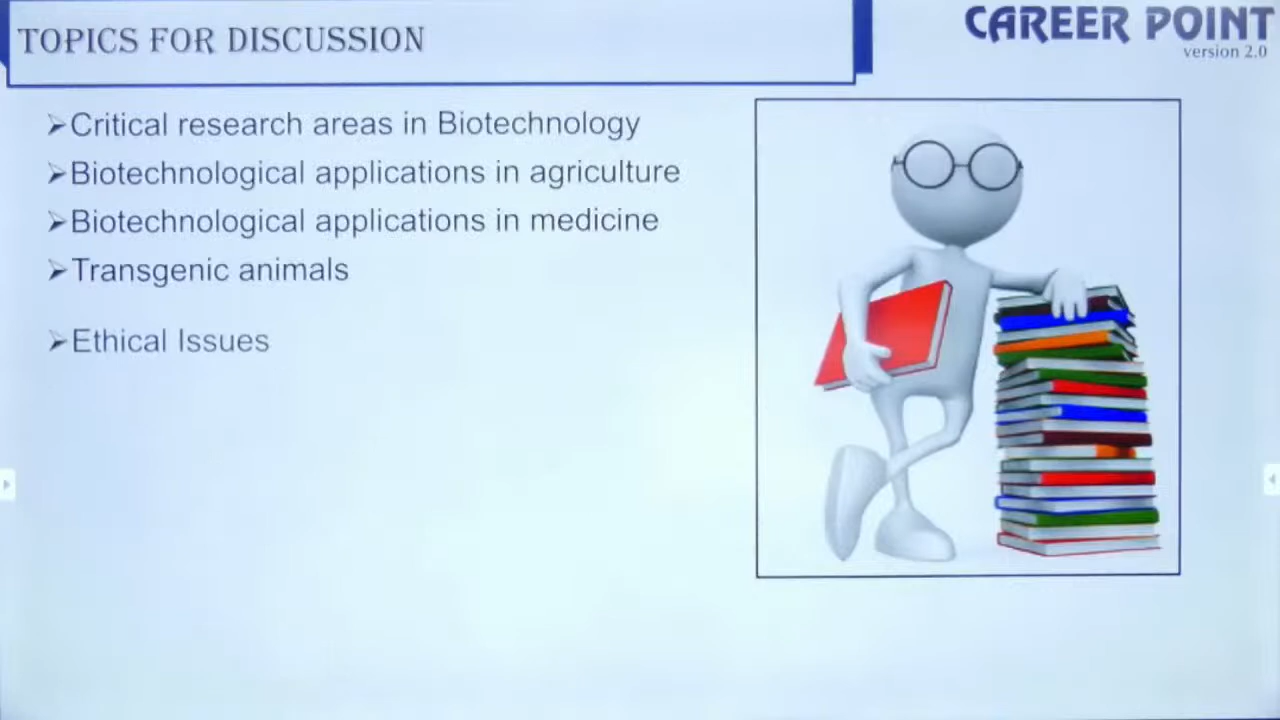 TOPICS FOR DISCUSSION
CAREER POINT
version 2.0
➢Critical research areas in Biotechnology
➢Biotechnological applications in agriculture
➢Biotechnological applications in medicine
➢Transgenic animals
➢Ethical Issues